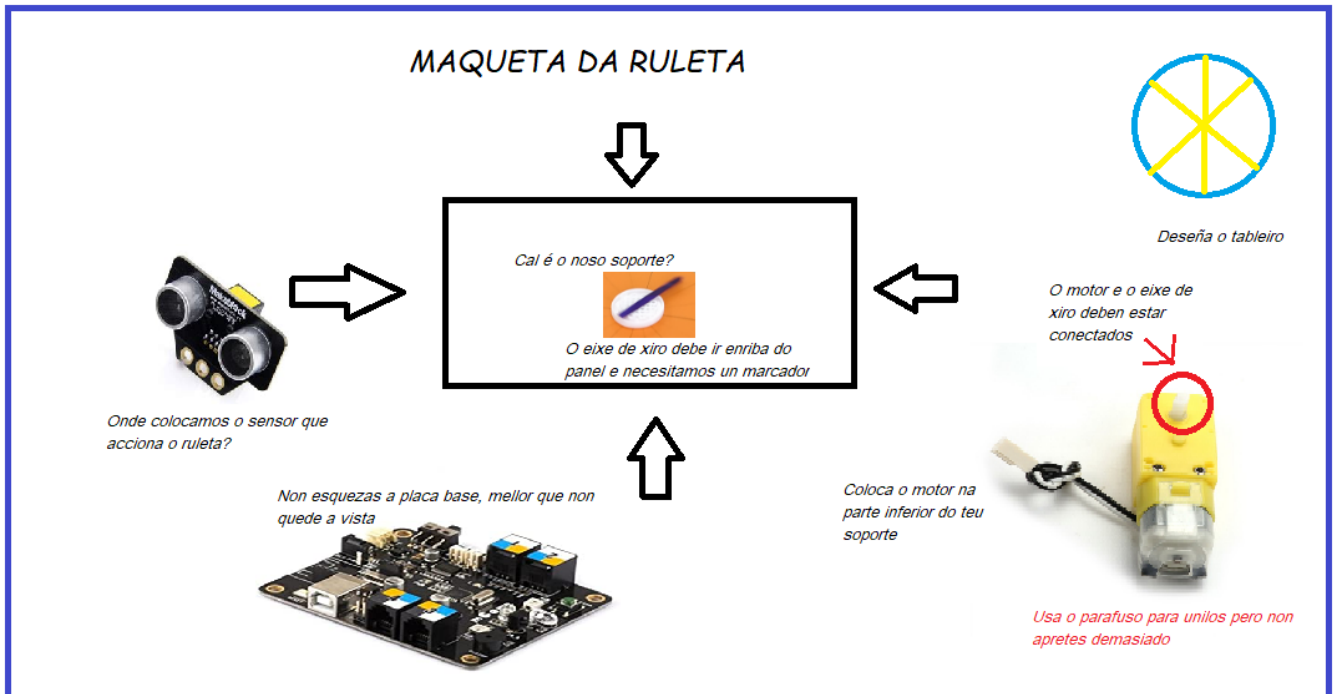 MAQUETA DA RULETA
Deseña o tableiro
Cal é o noso soporte?
O eixe de xiro debe ir enriba do
panel e necesitamos un marcador
O motor e o eixe de
xiro deben estar
conectados
Makeblock
Onde colocamos o sensor que
acciona o ruleta?
Non esquezas a placa base, mellor que non
quede a vista
Coloca o motor na
parte inferior do teu
soporte
Usa o parafuso para unilos pero non
apretes demasiado